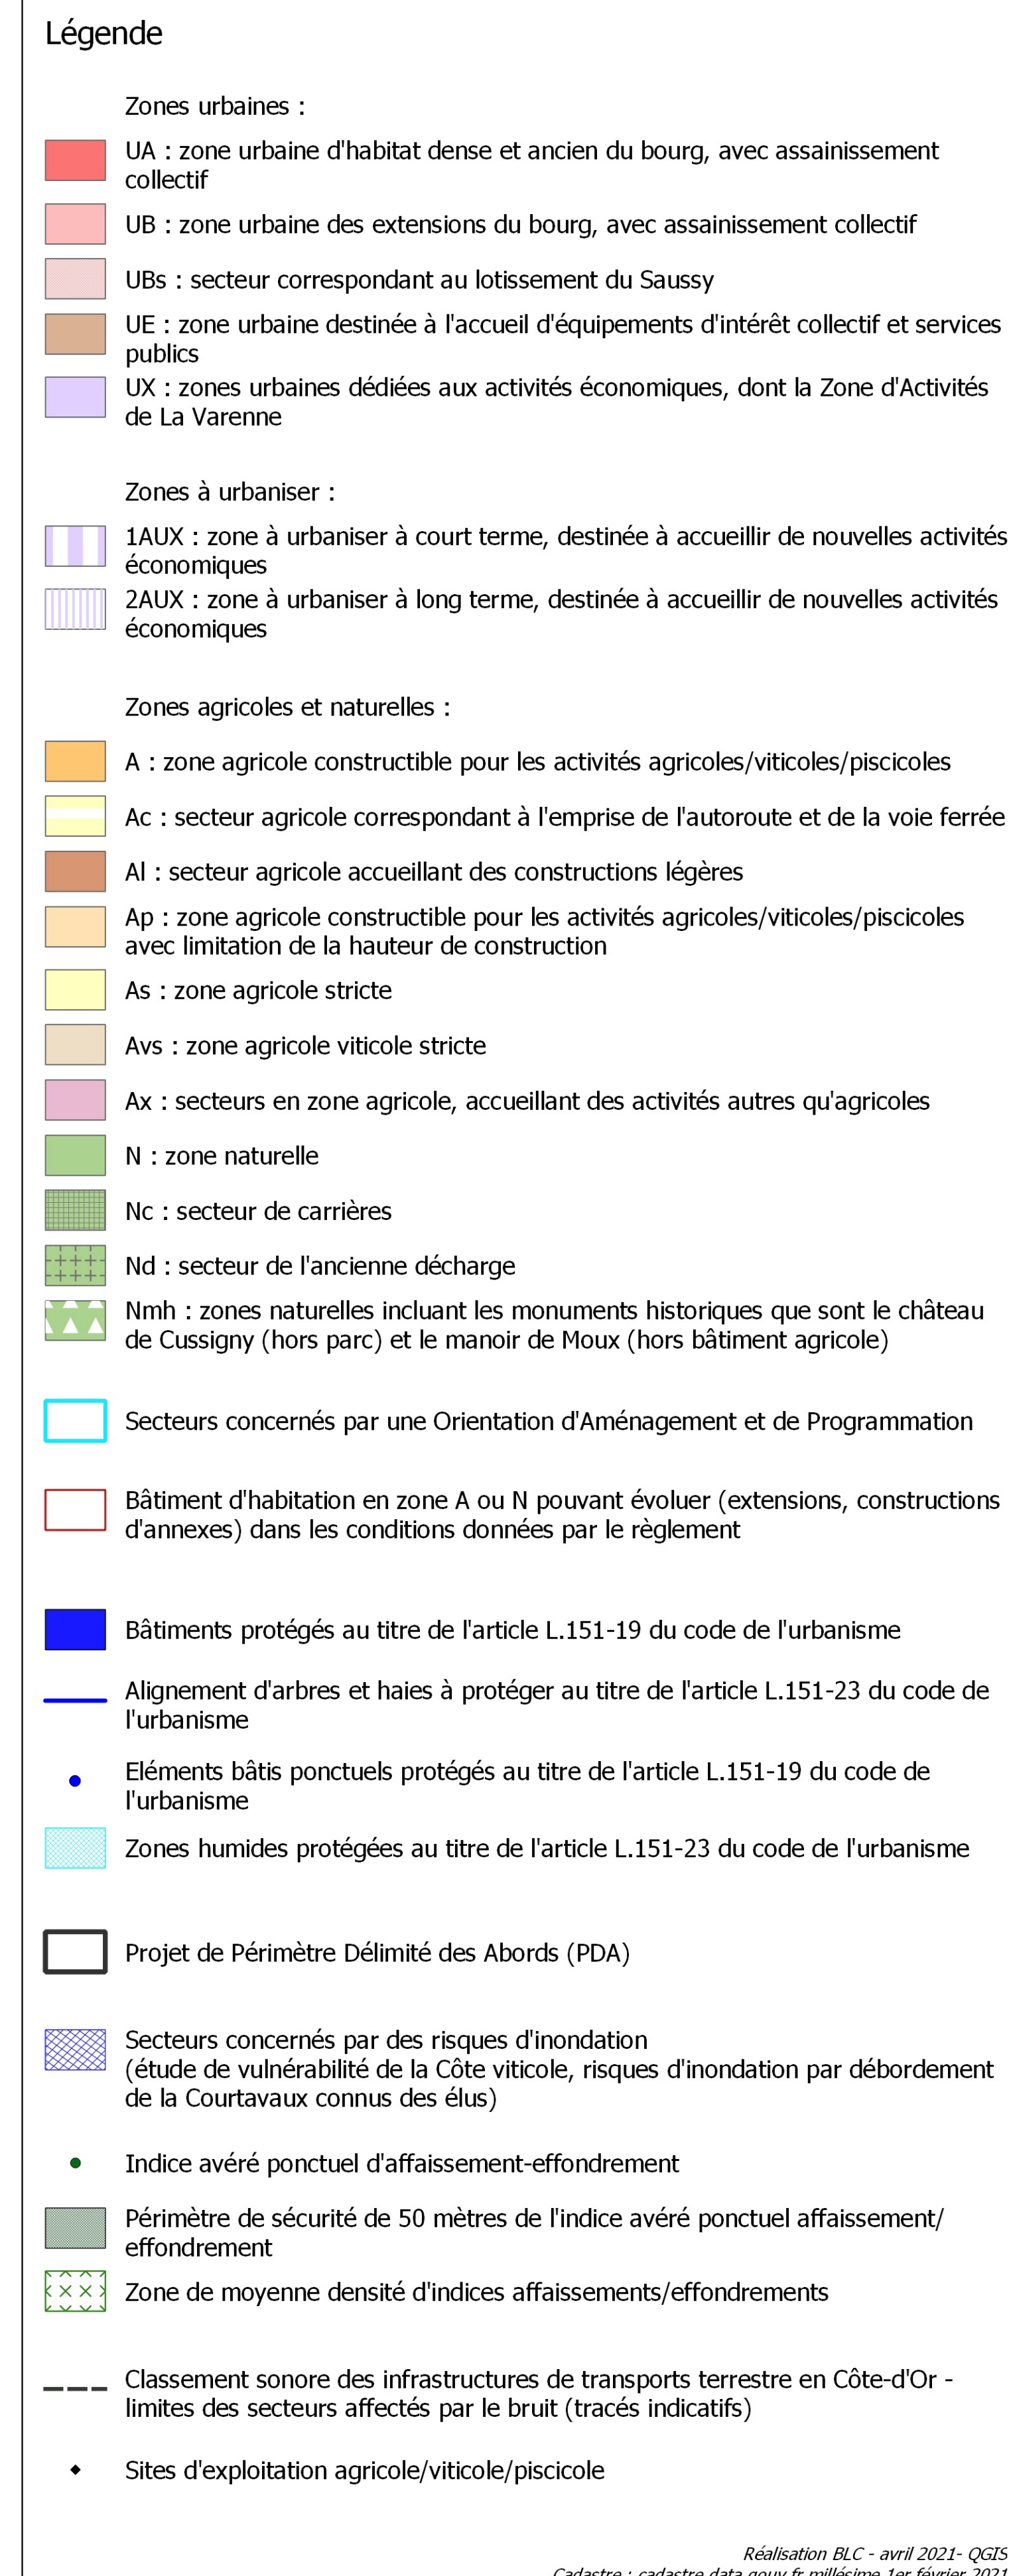 Légende
Zones urbaines :
UA : zone urbaine d'habitat dense et ancien du bourg, avec assainissement
collectif
UB : zone urbaine des extensions du bourg, avec assainissement collectif
UBs : secteur correspondant au lotissement du Saussy
UE : zone urbaine destinée à l'accueil d'équipements d'intérêt collectif et services
publics
UX : zones urbaines dédiées aux activités économiques, dont la Zone d'Activités
de La Varenne
Zones à urbaniser :
1AUX : zone à urbaniser à court terme, destinée à accueillir de nouvelles activités
économiques
2AUX : zone à urbaniser à long terme, destinée à accueillir de nouvelles activités
économiques
Zones agricoles et naturelles :
A : zone agricole constructible pour les activités agricoles/viticoles/piscicoles
Ac : secteur agricole correspondant à l'emprise de l'autoroute et de la voie ferrée
Al : secteur agricole accueillant des constructions légères
Ap : zone agricole constructible pour les activités agricoles/viticoles/piscicoles
avec limitation de la hauteur de construction
As : zone agricole stricte
Avs : zone agricole viticole stricte
Ax : secteurs en zone agricole, accueillant des activités autres qu'agricoles
N : zone naturelle
Nc : secteur de carrières
Nd : secteur de l'ancienne décharge
Nmh : zones naturelles incluant les monuments historiques que sont le château
de Cussigny (hors parc) et le manoir de Moux (hors bâtiment agricole)
Secteurs concernés par une Orientation d'Aménagement et de Programmation
Bâtiment d'habitation en zone A ou N pouvant évoluer (extensions, constructions
d'annexes) dans les conditions données par le règlement
Bâtiments protégés au titre de l'article L.151-19 du code de l'urbanisme
Alignement d'arbres et haies à protéger au titre de l'article L.151-23 du code de
l'urbanisme
Eléments bâtis ponctuels protégés au titre de l'article L.151-19 du code de
l'urbanisme
Zones humides protégées au titre de l'article L.151-23 du code de l'urbanisme
Projet de Périmètre Délimité des Abords (PDA)
Secteurs concernés par des risques d'inondation
(étude de vulnérabilité de la Côte viticole, risques d'inondation par débordement
de la Courtavaux connus des élus)
Indice avéré ponctuel d'affaissement-effondrement
Périmètre de sécurité de 50 mètres de l'indice avéré ponctuel affaissement/
effondrement
Zone de moyenne densité d'indices affaissements/effondrements
Classement sonore des infrastructures de transports terrestre en Côte-d'Or -
limites des secteurs affectés par le bruit (tracés indicatifs)
Sites d'exploitation agricole/viticole/piscicole
Réalisation BLC - avril 2021- QGIS
Cadastre : cadastre.data.gouv.fr millésime 1er février 2021